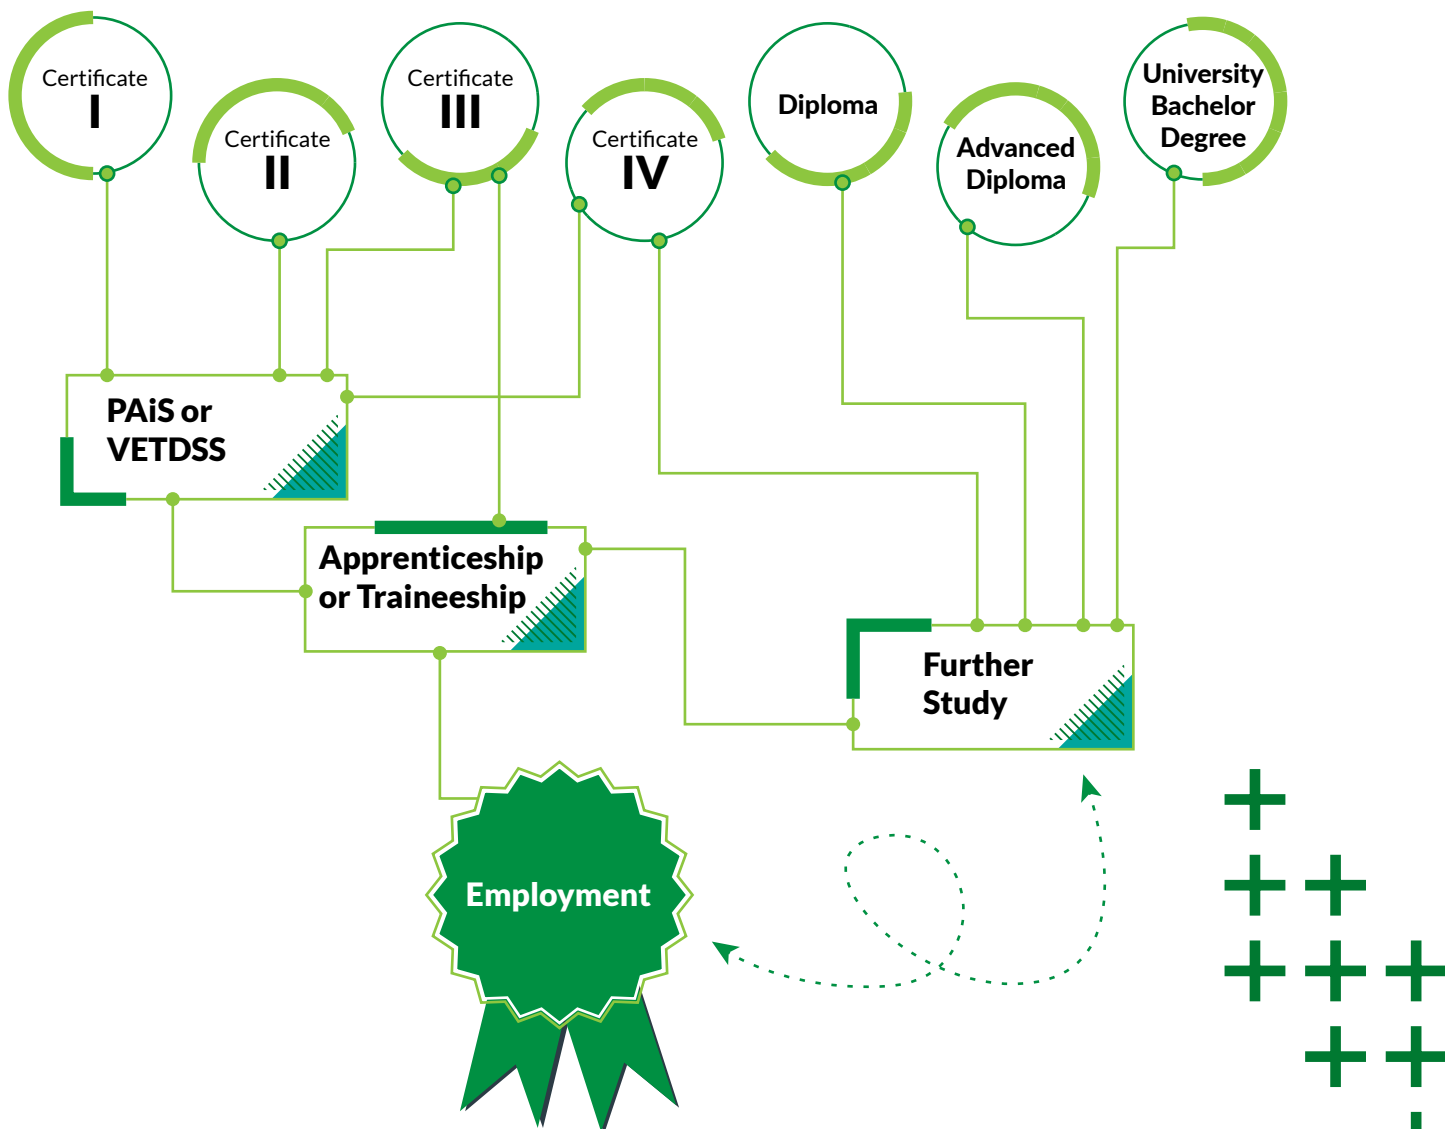 Certificate
I
Certificate
II
Certificate
III
Certificate
IV
Diploma
Advanced
Diploma
University
Bachelor
Degree
PAiS or
VETDSS
Apprenticeship
or Traineeship
Further
Study
Employment